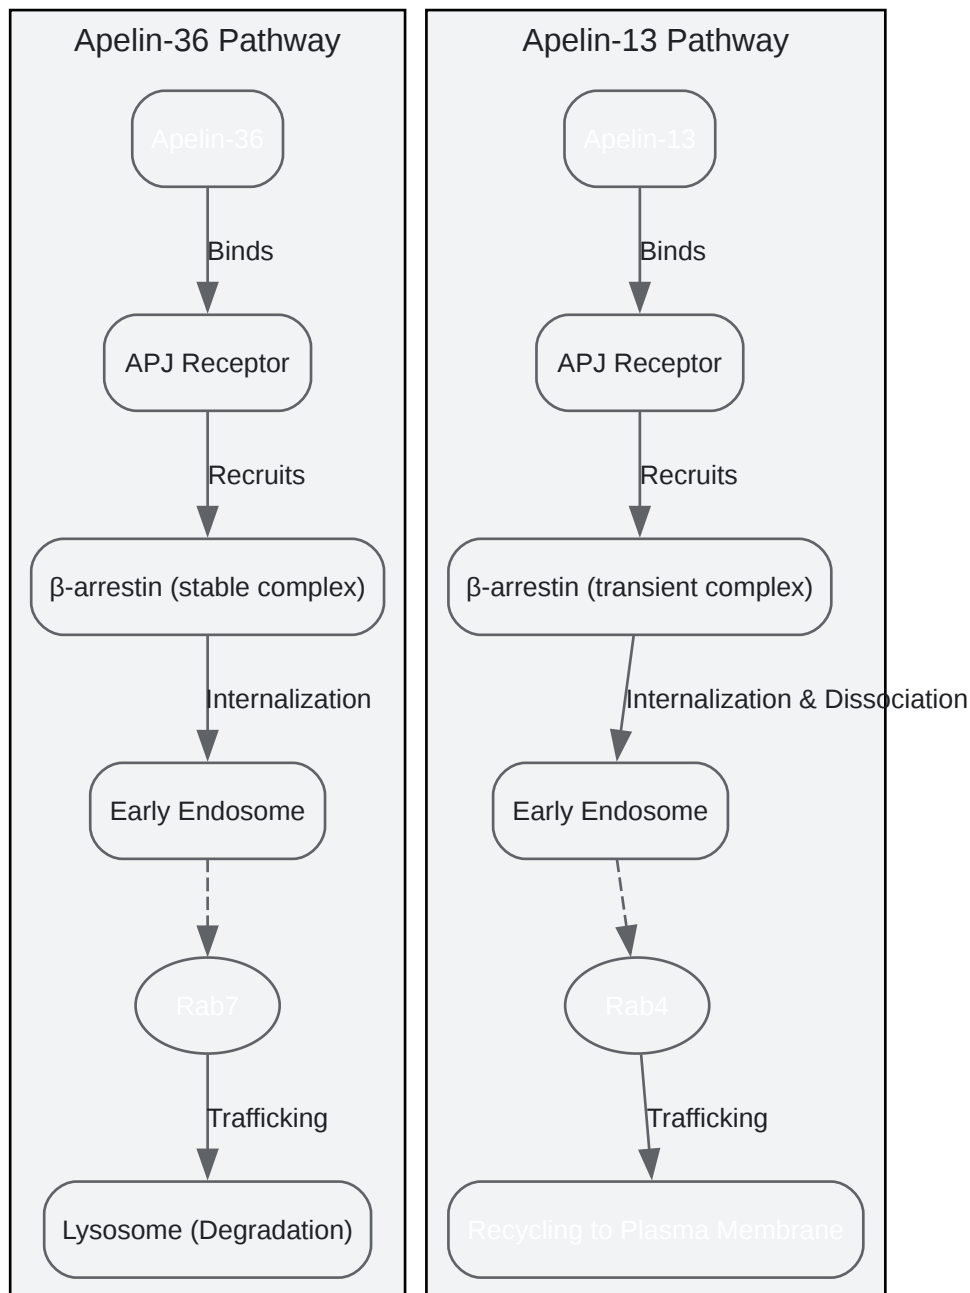 Apelin-36 Pathway
Apelin-36
Binds
APJ Receptor
Recruits
β-arrestin (stable complex)
Internalization
Early Endosome
Rab7
Trafficking
Lysosome (Degradation)
Apelin-13 Pathway
Apelin-13
Binds
APJ Receptor
Recruits
β-arrestin (transient complex)
Internalization & Dissociation
Early Endosome
Rab4
Trafficking
Recycling to Plasma Membrane